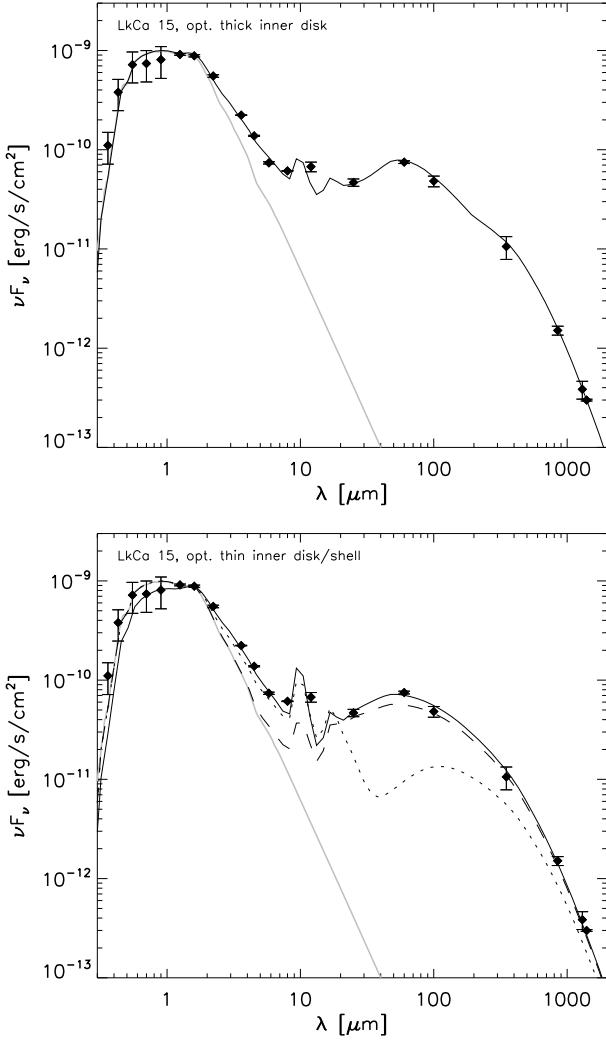 LkCa 15, opt. thick inner disk
10⁻⁹
10⁻¹⁰
10⁻¹¹
10⁻¹²
10⁻¹³
νFν [erg/s/cm²]
1 10 100 1000
λ [μm]
LkCa 15, opt. thin inner disk/shell
10⁻⁹
10⁻¹⁰
10⁻¹¹
10⁻¹²
10⁻¹³
νFν [erg/s/cm²]
1 10 100 1000
λ [μm]